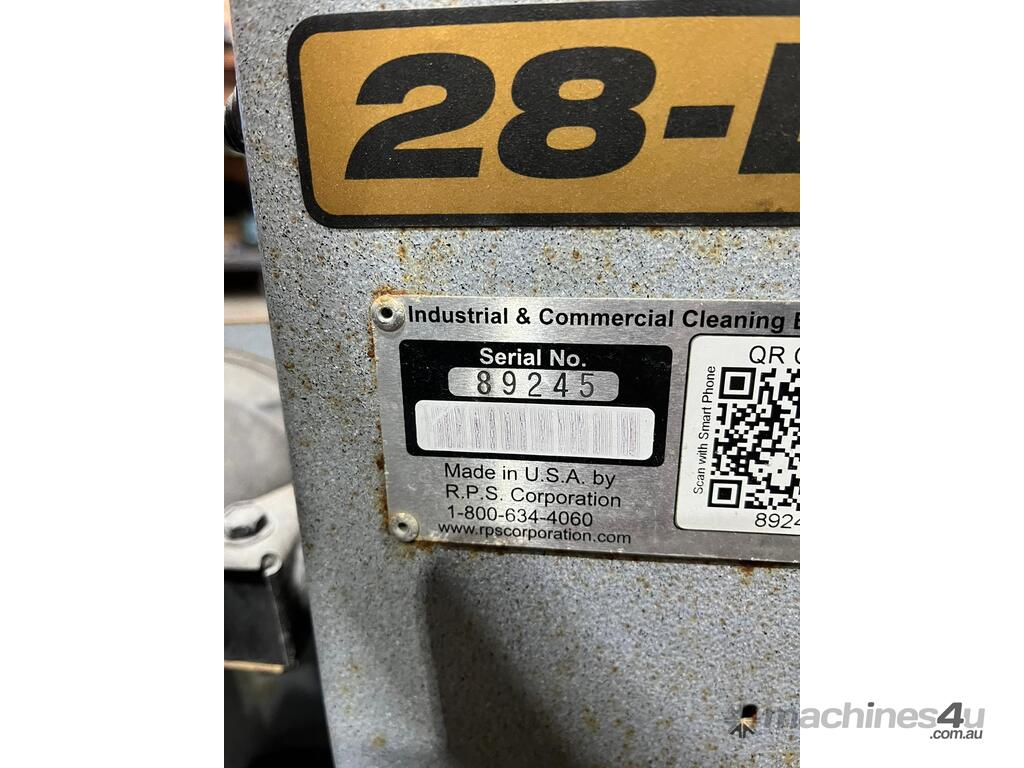 28-
Industrial & Commercial Cleaning
Serial No.
89245
Made in U.S.A. by
R.P.S. Corporation
1-800-634-4060
www.rpscorporation.com
QR
Scan with Smart Phone
8924
machines4u
.com.au